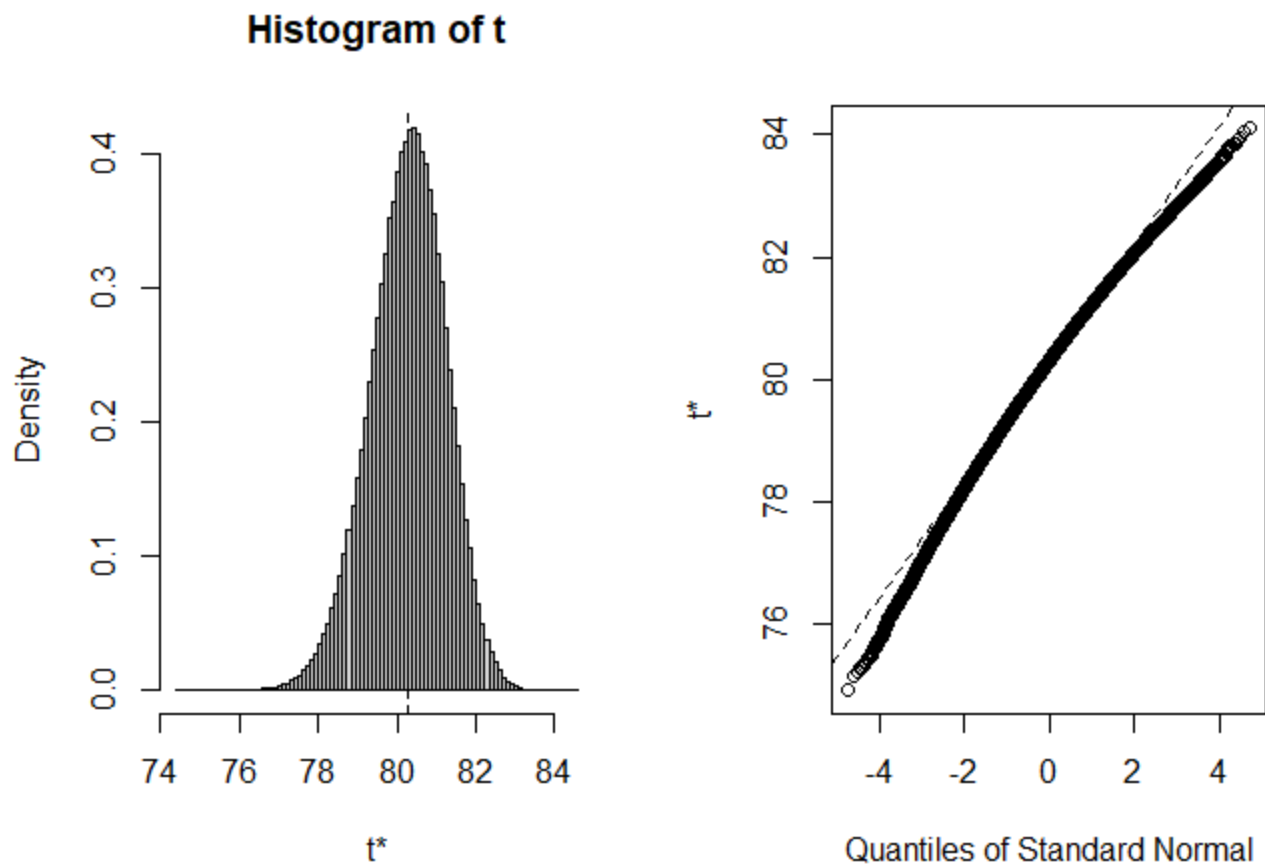 Histogram of t
Density
0.0 0.1 0.2 0.3 0.4
74 76 78 80 82 84
t*
t*
76 78 80 82 84
-4 -2 0 2 4
Quantiles of Standard Normal